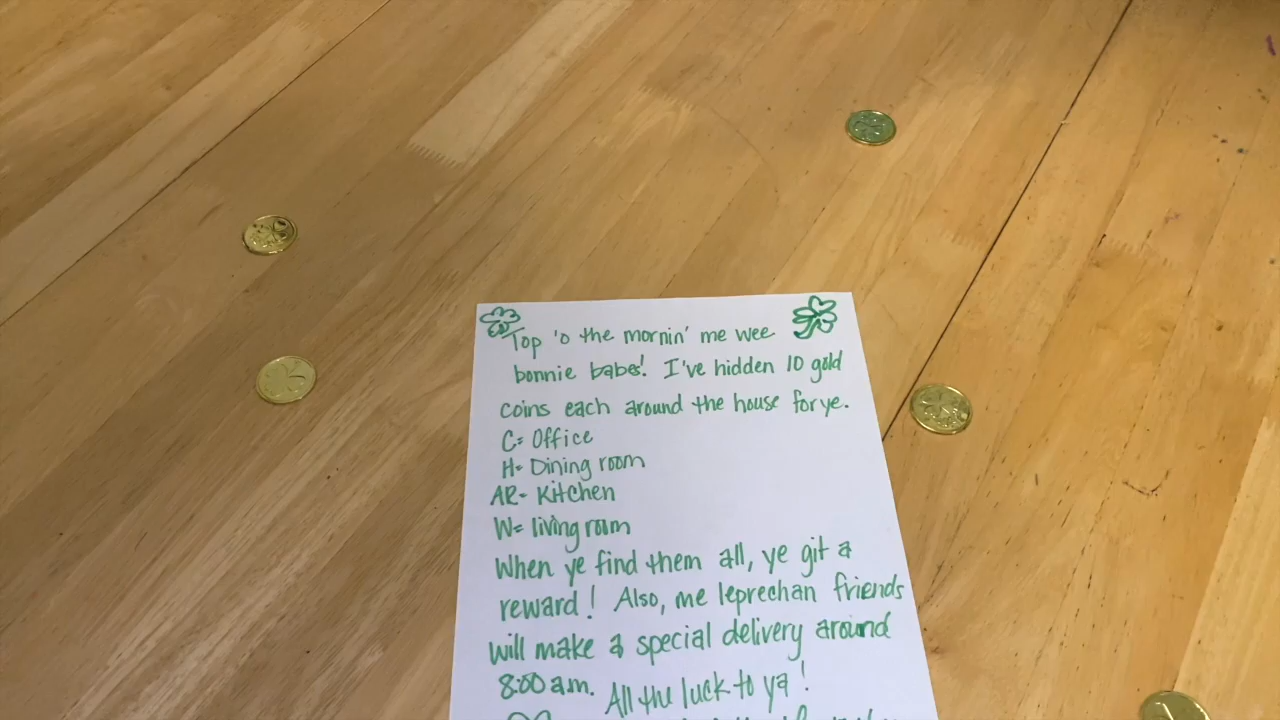 Top 'o the mornin' me wee
bonnie babes! I've hidden 10 gold
coins each around the house for ye.
C= Office
H= Dining room
AR- Kitchen
W= living room
When ye find them all, ye git a
reward! Also, me leprechan friends
will make a special delivery around
8:00 am. All the luck to ya!